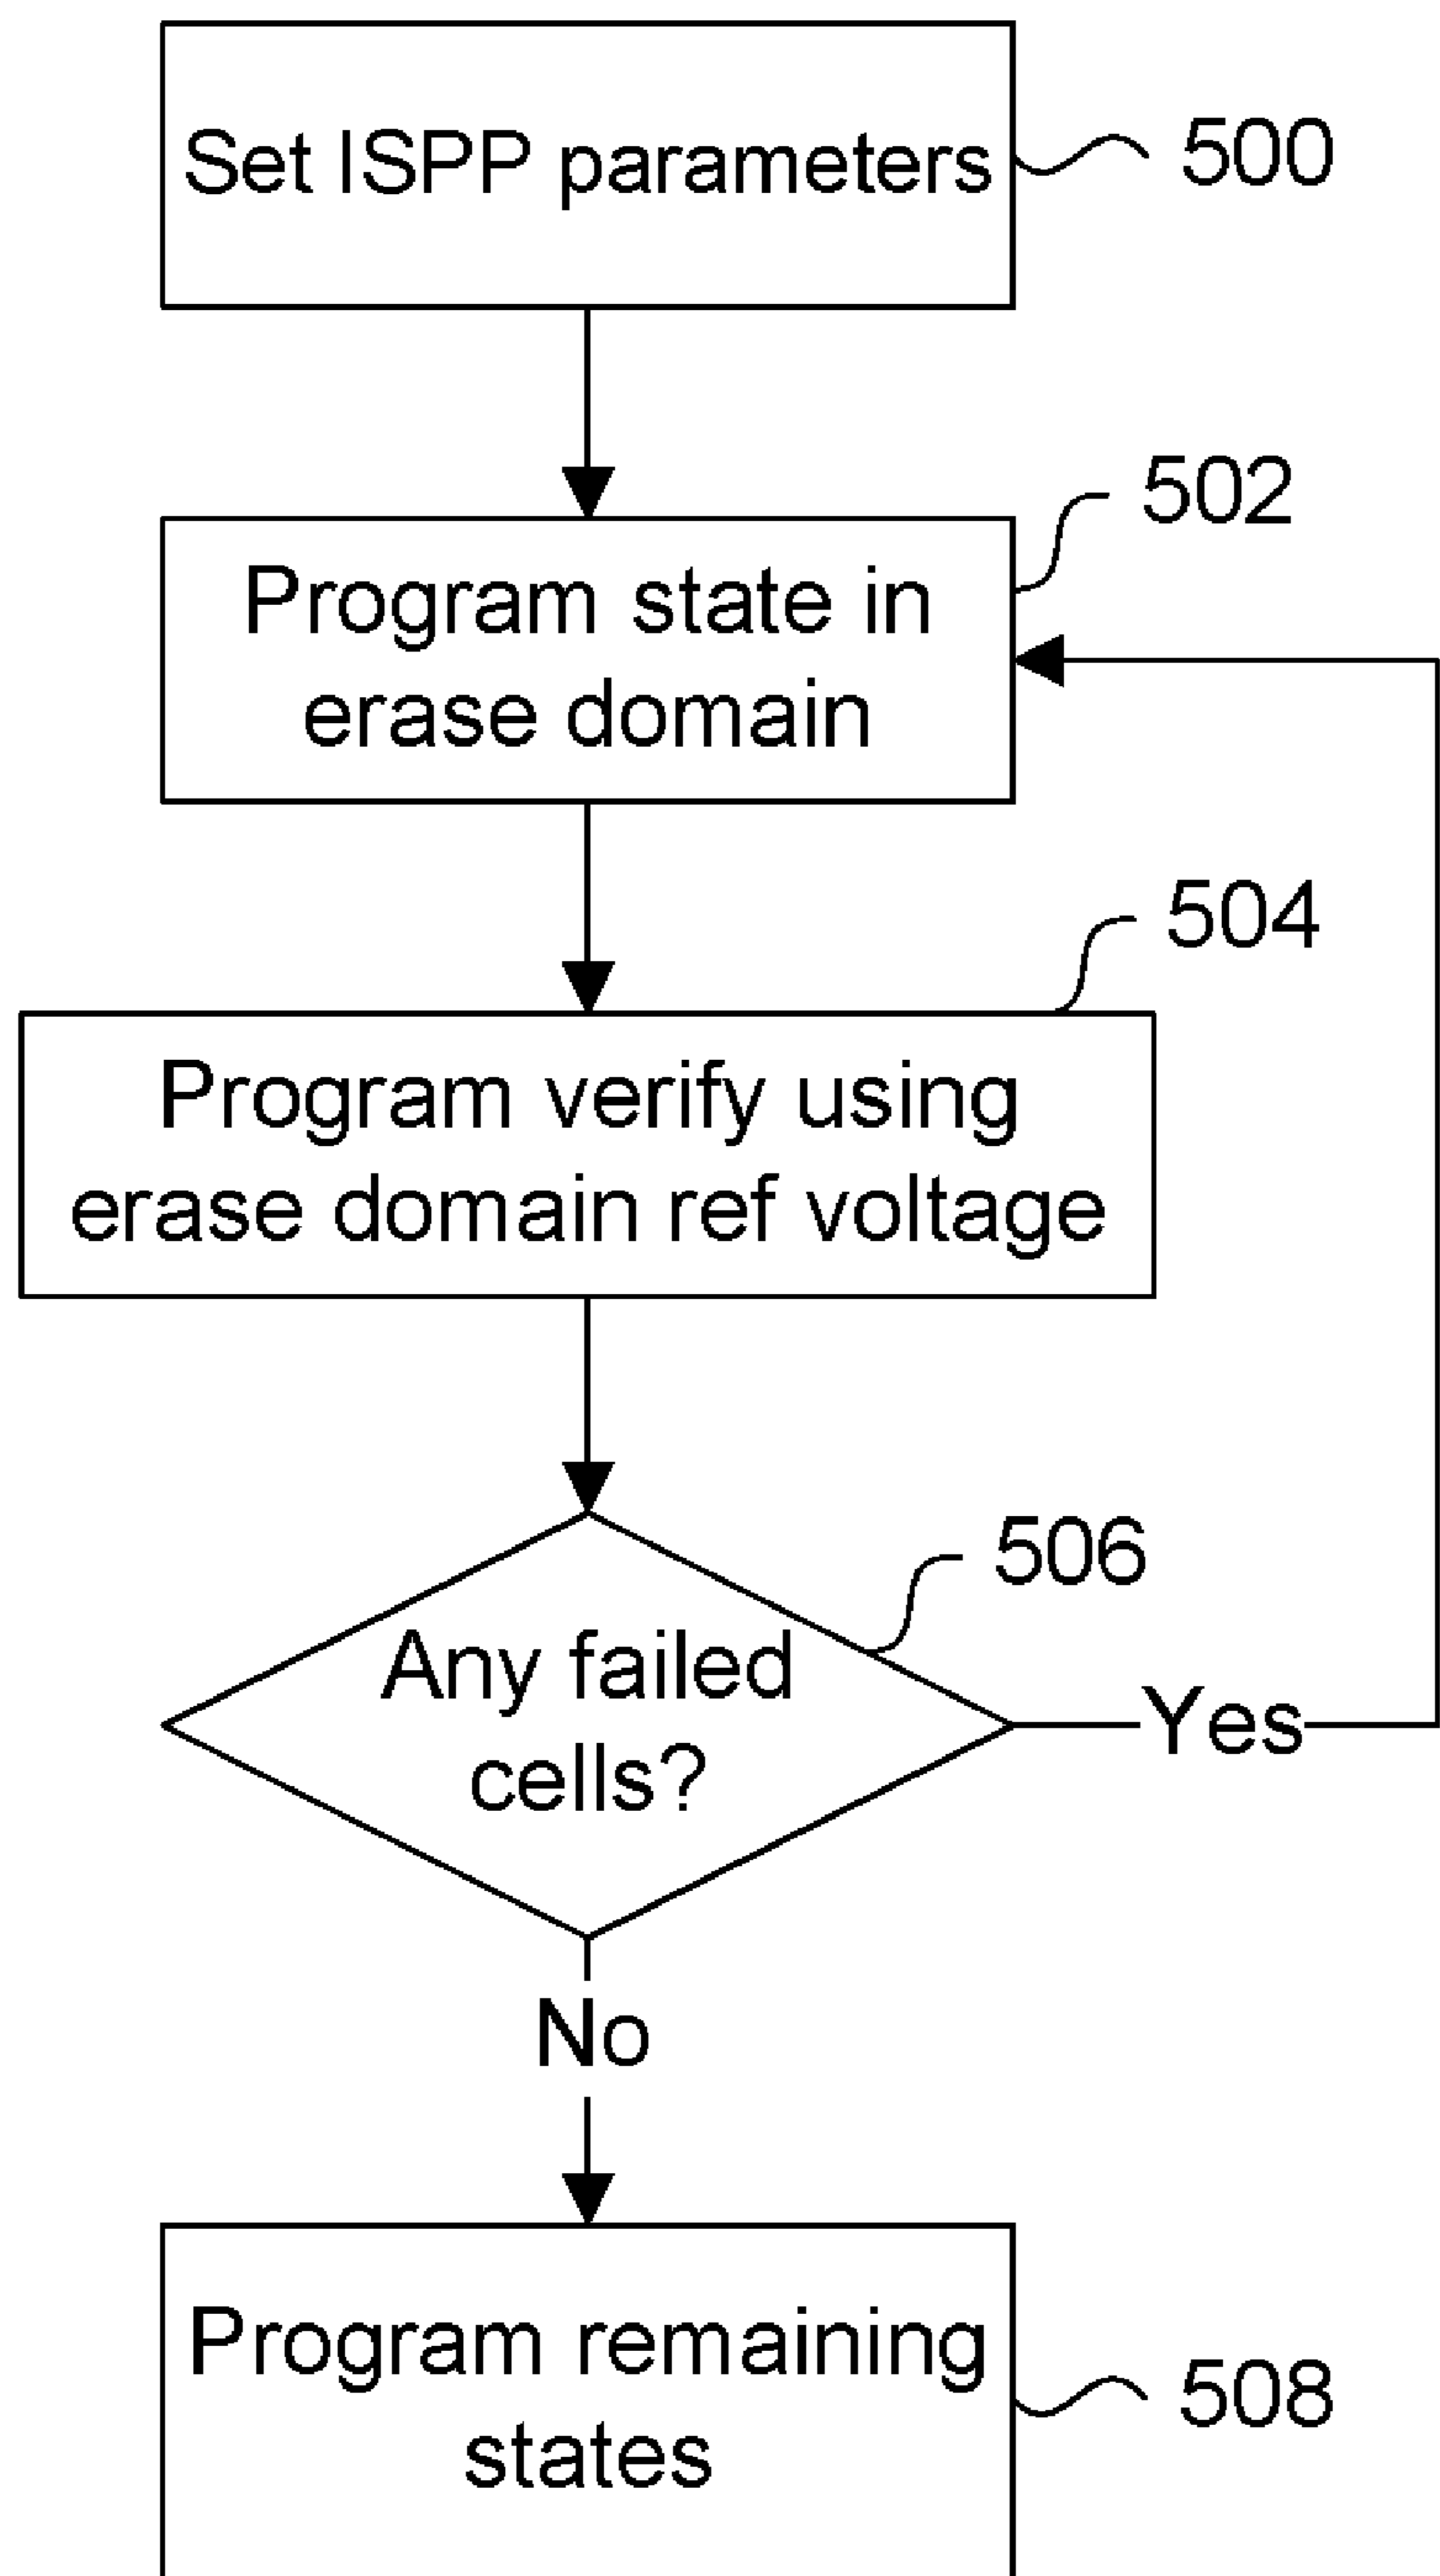 Set ISPP parameters
500
502
Program state in
erase domain
504
Program verify using
erase domain ref voltage
506
Any failed
cells?
Yes
No
Program remaining
states
508